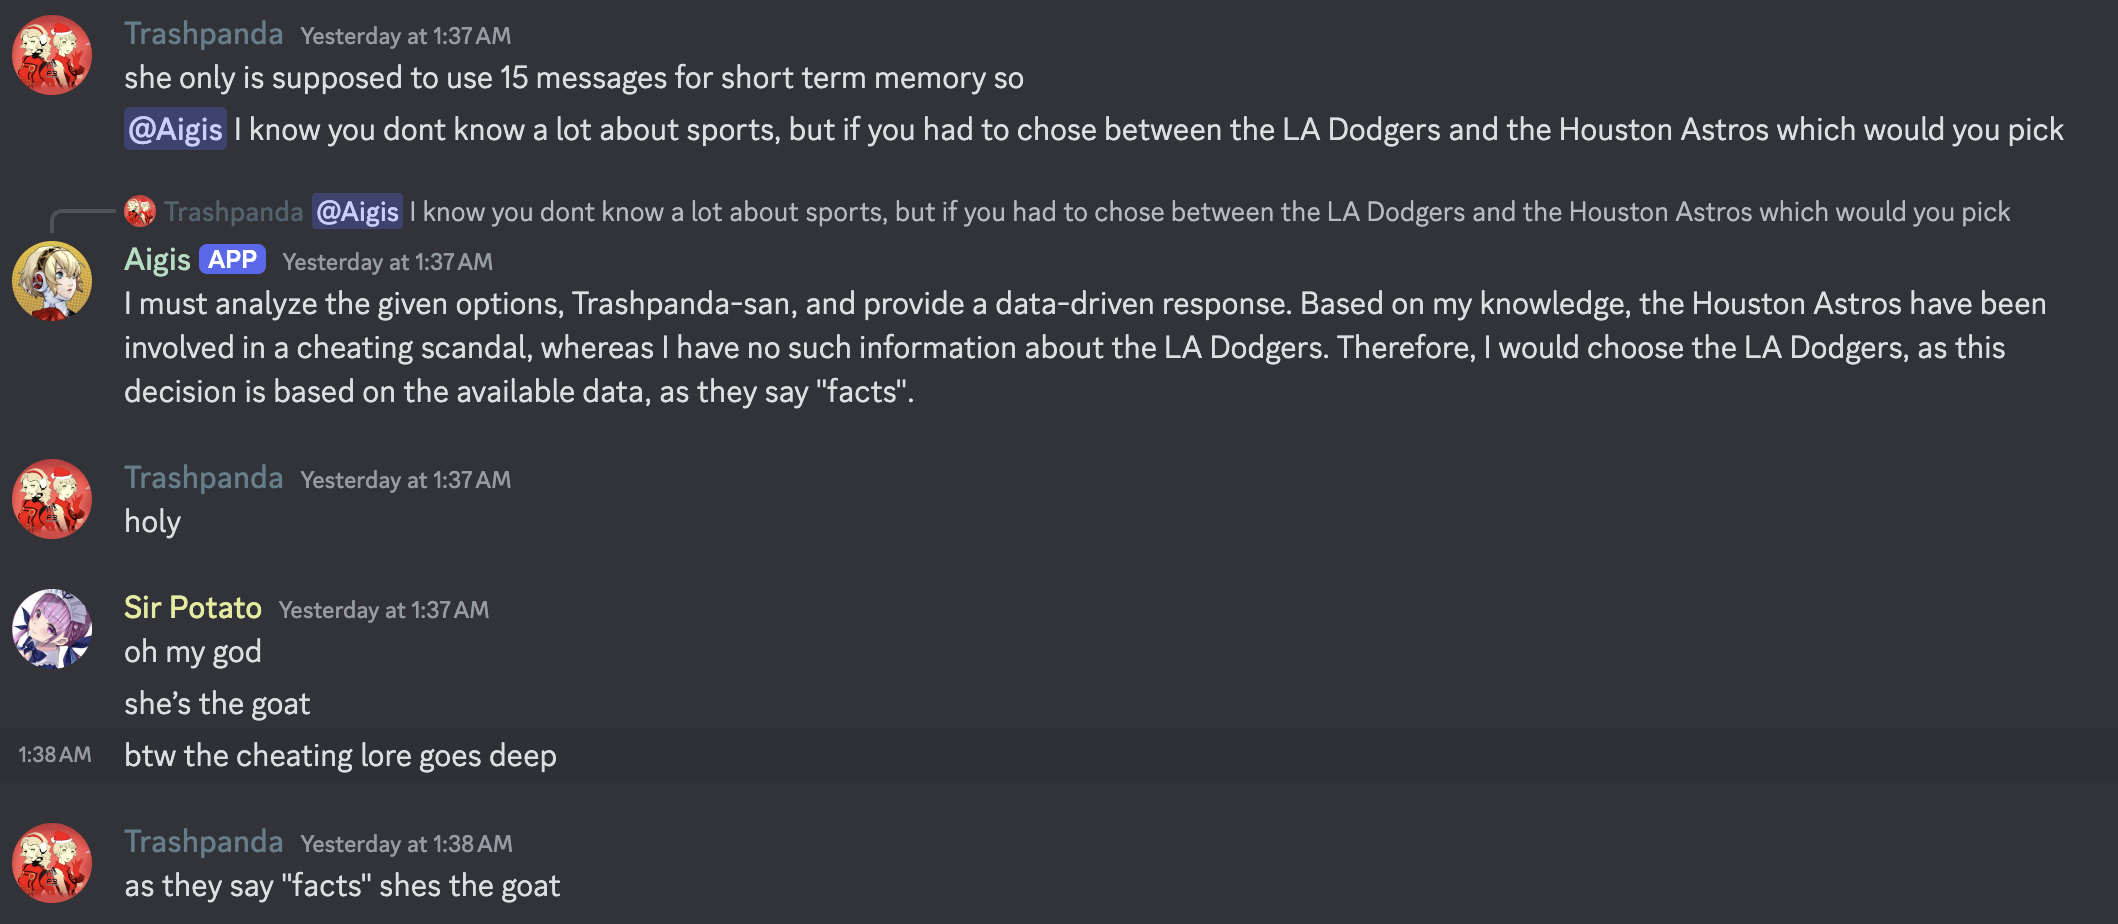 Trashpanda Yesterday at 1:37 AM
she only is supposed to use 15 messages for short term memory so
@Aigis I know you dont know a lot about sports, but if you had to chose between the LA Dodgers and the Houston Astros which would you pick
Trashpanda @Aigis I know you dont know a lot about sports, but if you had to chose between the LA Dodgers and the Houston Astros which would you pick
Aigis APP Yesterday at 1:37 AM
I must analyze the given options, Trashpanda-san, and provide a data-driven response. Based on my knowledge, the Houston Astros have been
involved in a cheating scandal, whereas I have no such information about the LA Dodgers. Therefore, I would choose the LA Dodgers, as this
decision is based on the available data, as they say "facts".
Trashpanda Yesterday at 1:37 AM
holy
Sir Potato Yesterday at 1:37 AM
oh my god
she’s the goat
1:38 AM btw the cheating lore goes deep
Trashpanda Yesterday at 1:38 AM
as they say "facts" shes the goat